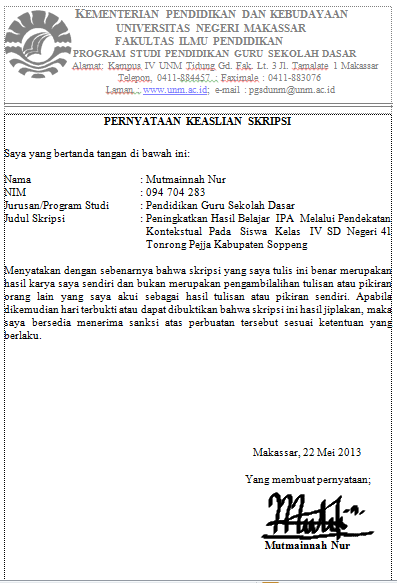 KEMENTERIAN PENDIDIKAN DAN KEBUDAYAAN
UNIVERSITAS NEGERI MAKASSAR
FAKULTAS ILMU PENDIDIKAN
PROGRAM STUDI PENDIDIKAN GURU SEKOLAH DASAR
Alamat: Kampus IV UNM Tidung Gd. Fak. Lt. 3 Jl. Tamalate 1 Makassar
Telepon, 0411-884457 ; Faximale : 0411-883076
Laman : www.unm.ac.id; e-mail : pgsdunm@unm.ac.id
PERNYATAAN KEASLIAN SKRIPSI
Saya yang bertanda tangan di bawah ini:
Nama : Mutmainnah Nur
NIM : 094 704 283
Jurusan/Program Studi : Pendidikan Guru Sekolah Dasar
Judul Skripsi : Peningkatkan Hasil Belajar IPA Melalui Pendekatan
Kontekstual Pada Siswa Kelas IV SD Negeri 41
Tonrong Pejja Kabupaten Soppeng
Menyatakan dengan sebenarnya bahwa skripsi yang saya tulis ini benar merupakan
hasil karya saya sendiri dan bukan merupakan pengambilalihan tulisan atau pikiran
orang lain yang saya akui sebagai hasil tulisan atau pikiran sendiri. Apabila
dikemudian hari terbukti atau dapat dibuktikan bahwa skripsi ini hasil jiplakan, maka
saya bersedia menerima sanksi atas perbuatan tersebut sesuai ketentuan yang
berlaku.
Makassar, 22 Mei 2013
Yang membuat pernyataan;
Mutmainnah Nur